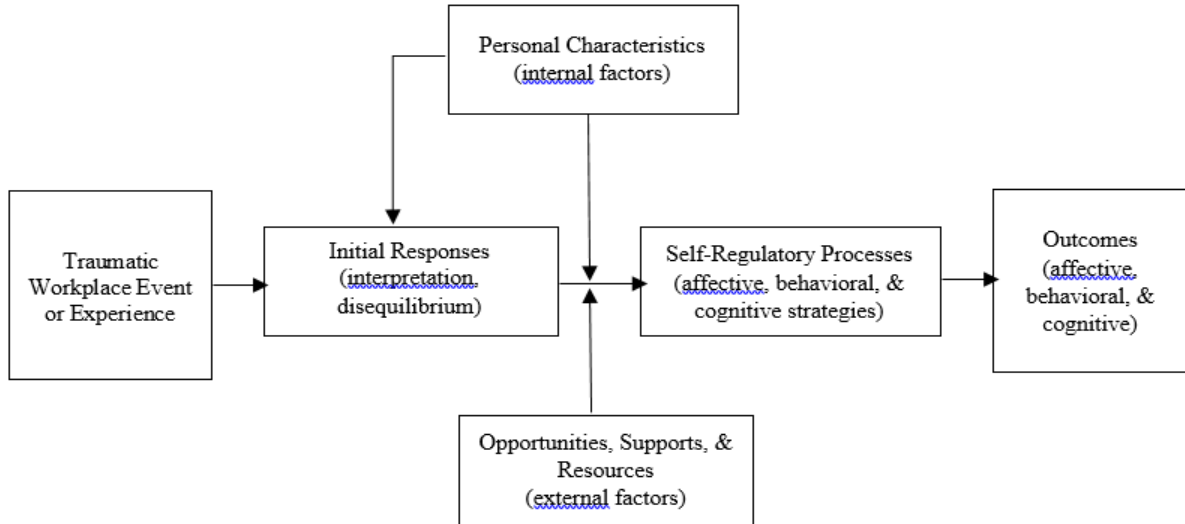 Personal Characteristics
(internal factors)
Traumatic
Workplace Event
or Experience
Initial Responses
(interpretation,
disequilibrium)
Self-Regulatory Processes
(affective, behavioral, &
cognitive strategies)
Outcomes
(affective,
behavioral, &
cognitive)
Opportunities, Supports, &
Resources
(external factors)